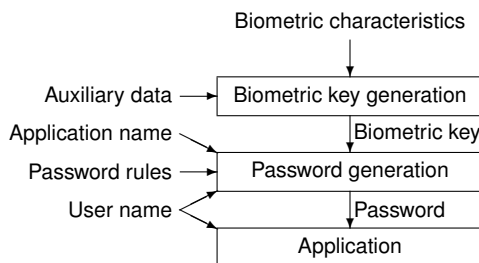 Biometric characteristics
Auxiliary data
Biometric key generation
Application name
Biometric key
Password rules
Password generation
User name
Password
Application